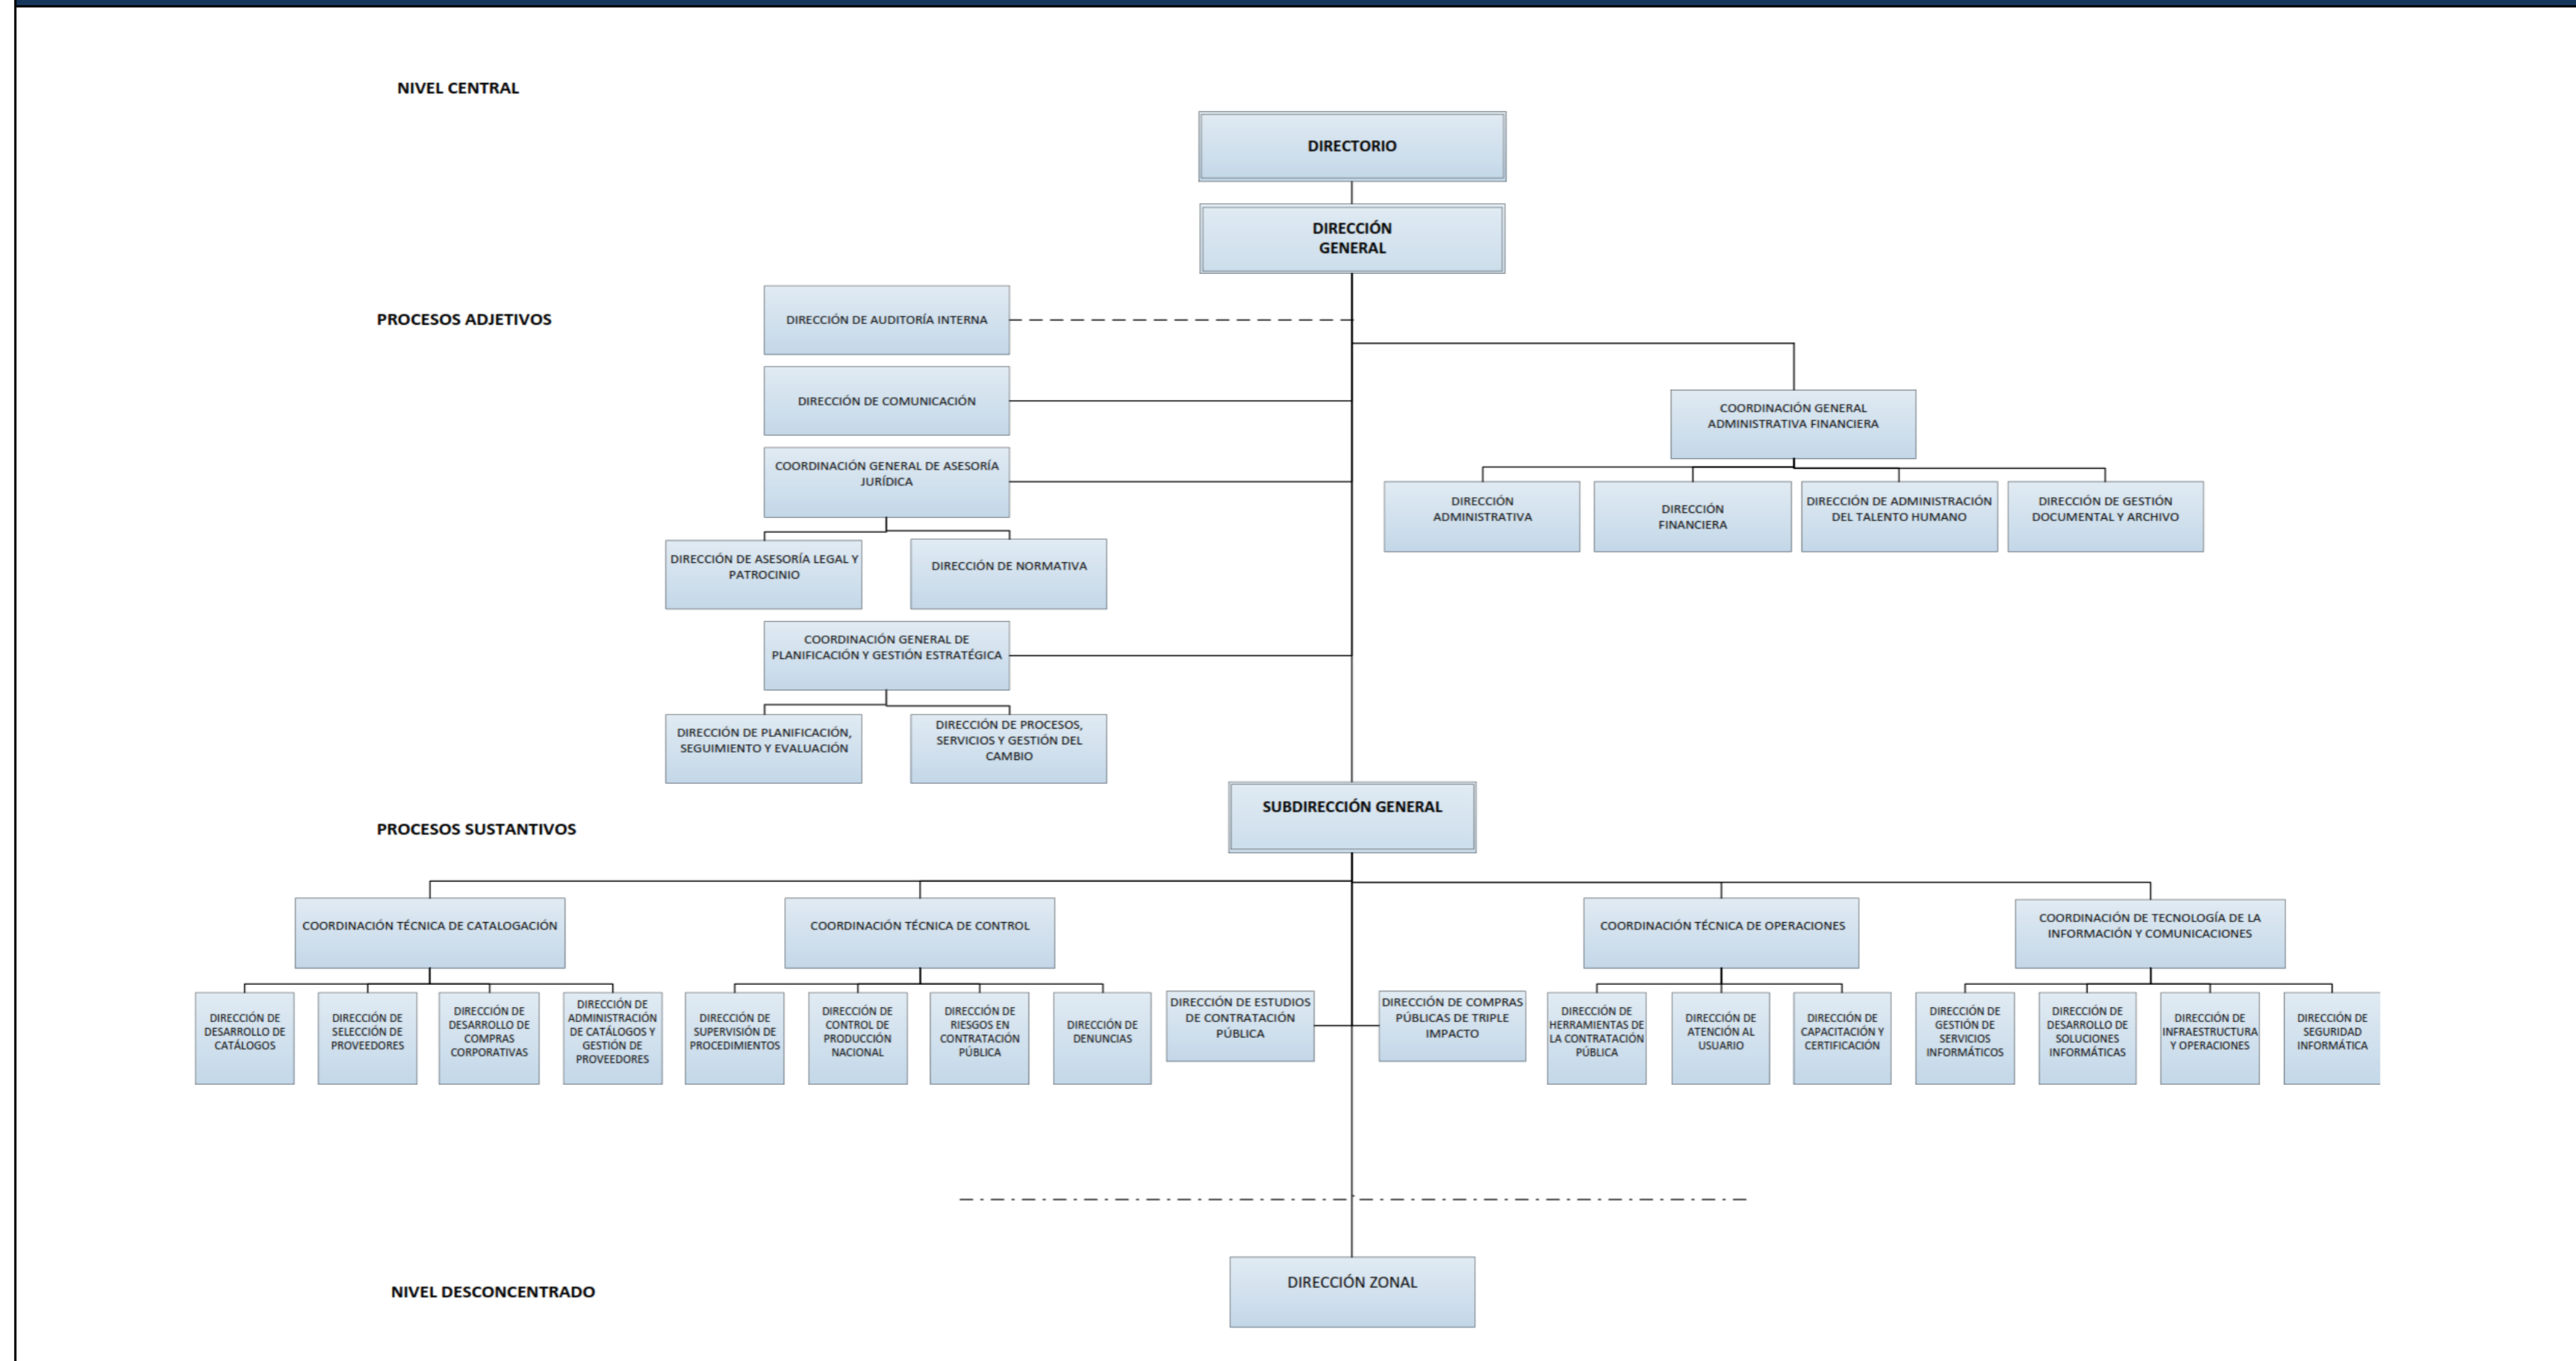 NIVEL CENTRAL
DIRECTORIO
DIRECCIÓN
GENERAL
PROCESOS ADJETIVOS
DIRECCIÓN DE AUDITORÍA INTERNA
DIRECCIÓN DE COMUNICACIÓN
COORDINACIÓN GENERAL DE ASESORÍA
JURÍDICA
DIRECCIÓN DE ASESORÍA LEGAL Y
PATROCINIO
DIRECCIÓN DE NORMATIVA
COORDINACIÓN GENERAL DE
PLANIFICACIÓN Y GESTIÓN ESTRATÉGICA
DIRECCIÓN DE PLANIFICACIÓN,
SEGUIMIENTO Y EVALUACIÓN
DIRECCIÓN DE PROCESOS,
SERVICIOS Y GESTIÓN DEL
CAMBIO
COORDINACIÓN GENERAL
ADMINISTRATIVA FINANCIERA
DIRECCIÓN
ADMINISTRATIVA
DIRECCIÓN
FINANCIERA
DIRECCIÓN DE ADMINISTRACIÓN
DEL TALENTO HUMANO
DIRECCIÓN DE GESTIÓN
DOCUMENTAL Y ARCHIVO
SUBDIRECCIÓN GENERAL
PROCESOS SUSTANTIVOS
COORDINACIÓN TÉCNICA DE CATALOGACIÓN
DIRECCIÓN DE
DESARROLLO DE
CATÁLOGOS
DIRECCIÓN DE
SELECCIÓN DE
PROVEEDORES
DIRECCIÓN DE
DESARROLLO DE
COMPRAS
CORPORATIVAS
DIRECCIÓN DE
ADMINISTRACIÓN
DE CATÁLOGOS Y
GESTIÓN DE
PROVEEDORES
COORDINACIÓN TÉCNICA DE CONTROL
DIRECCIÓN DE
SUPERVISIÓN DE
PROCEDIMIENTOS
DIRECCIÓN DE
CONTROL DE
PRODUCCIÓN
NACIONAL
DIRECCIÓN DE
RIESGOS EN
CONTRATACIÓN
PÚBLICA
DIRECCIÓN DE
DENUNCIAS
DIRECCIÓN DE ESTUDIOS
DE CONTRATACIÓN
PÚBLICA
DIRECCIÓN DE COMPRAS
PÚBLICAS DE TRIPLE
IMPACTO
COORDINACIÓN TÉCNICA DE OPERACIONES
DIRECCIÓN DE
HERRAMIENTAS DE
LA CONTRATACIÓN
PÚBLICA
DIRECCIÓN DE
ATENCIÓN AL
USUARIO
DIRECCIÓN DE
CAPACITACIÓN Y
CERTIFICACIÓN
COORDINACIÓN DE TECNOLOGÍA DE LA
INFORMACIÓN Y COMUNICACIONES
DIRECCIÓN DE
GESTIÓN DE
SERVICIOS
INFORMÁTICOS
DIRECCIÓN DE
DESARROLLO DE
SOLUCIONES
INFORMÁTICAS
DIRECCIÓN DE
INFRAESTRUCTURA
Y OPERACIONES
DIRECCIÓN DE
SEGURIDAD
INFORMÁTICA
DIRECCIÓN ZONAL
NIVEL DESCONCENTRADO